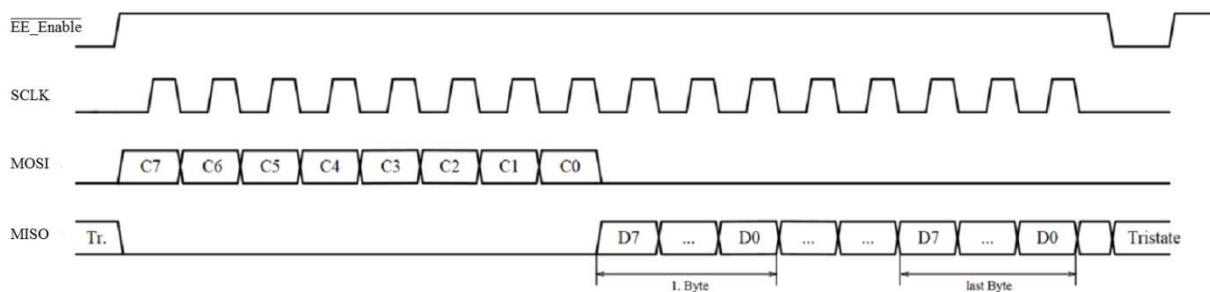 EE_Enable
SCLK
MOSI C7 C6 C5 C4 C3 C2 C1 C0
MISO Tr. D7 ... D0 ... ... D7 ... D0 Tristate
1. Byte last Byte